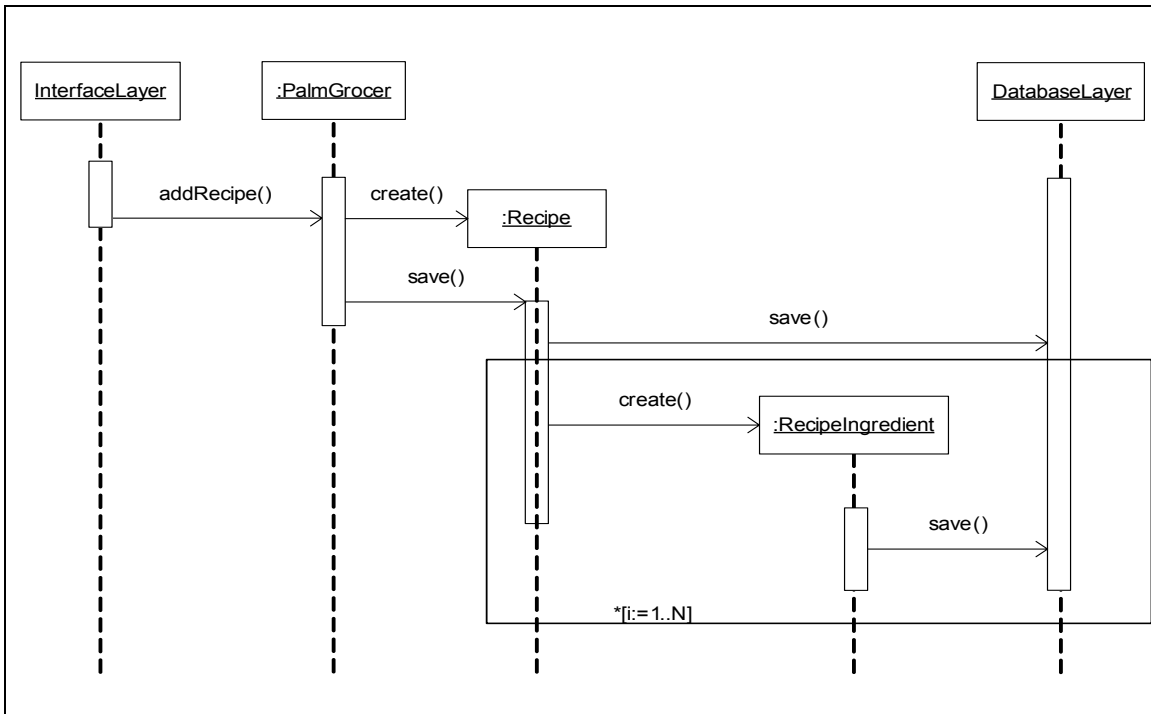 InterfaceLayer
:PalmGrocer
DatabaseLayer
addRecipe()
create()
:Recipe
save()
save()
create()
:RecipeIngredient
save()
*[i:=1..N]